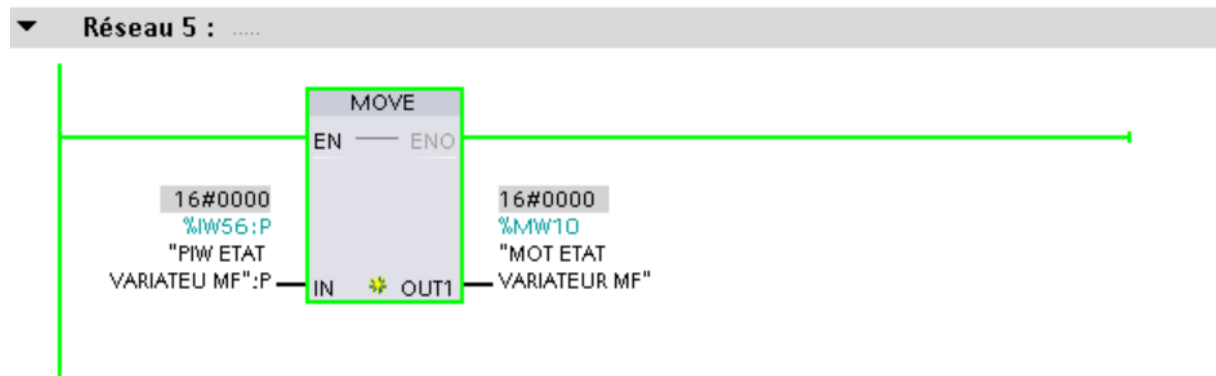 Réseau 5 : .....
MOVE
EN ENO
16#0000
%IW56:P
"PIW ETAT
VARIATEU MF":P
IN OUT1
16#0000
%MW10
"MOT ETAT
VARIATEUR MF"